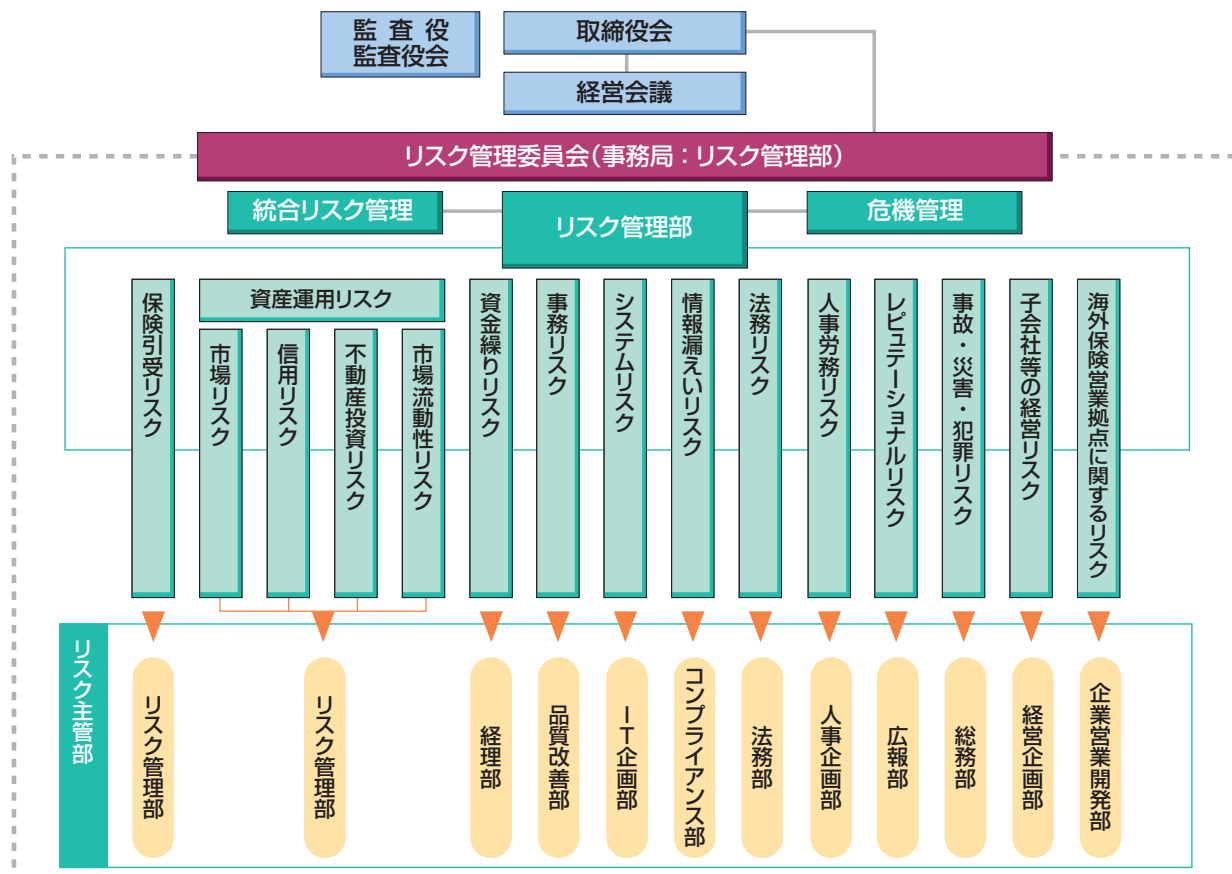 監査役
監査役会
取締役会
経営会議
リスク管理委員会(事務局：リスク管理部)
統合リスク管理
リスク管理部
危機管理
保険引受リスク
資産運用リスク
市場リスク
信用リスク
不動産投資リスク
市場流動性リスク
資金繰りリスク
事務リスク
システムリスク
情報漏えいリスク
法務リスク
人事労務リスク
レピュテーショナルリスク
事故・災害・犯罪リスク
子会社等の経営リスク
海外保険営業拠点に関するリスク
リスク主管部
リスク管理部
リスク管理部
経理部
品質改善部
IT企画部
コンプライアンス部
法務部
人事企画部
広報部
総務部
経営企画部
企業営業開発部